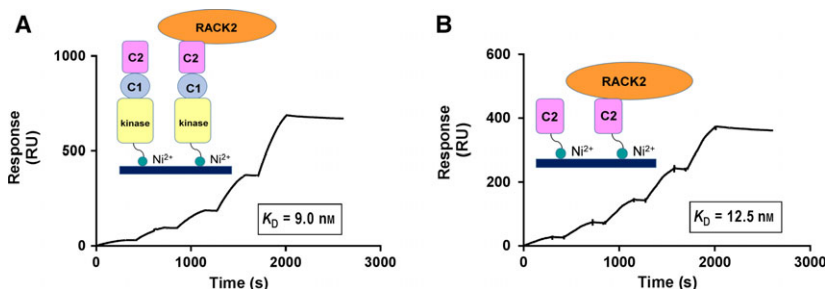 A
RACK2
C2
C2
C1
C1
kinase
kinase
Ni2+
Ni2+
KD = 9.0 nM
Response
(RU)
1000
500
0
0
1000
2000
3000
Time (s)
B
RACK2
C2
C2
Ni2+
Ni2+
KD = 12.5 nM
Response
(RU)
600
400
200
0
0
1000
2000
3000
Time (s)